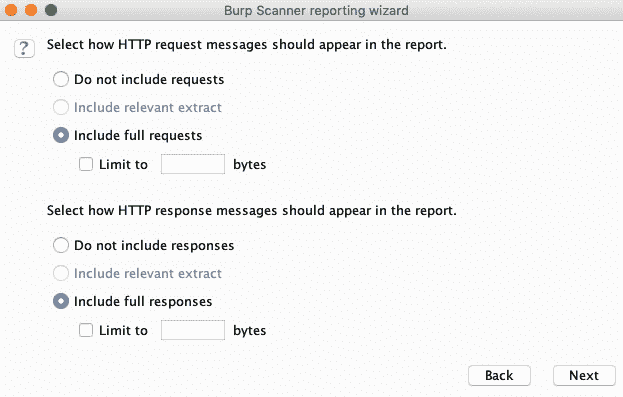 Burp Scanner reporting wizard
?
Select how HTTP request messages should appear in the report.
Do not include requests
Include relevant extract
Include full requests
Limit to bytes
Select how HTTP response messages should appear in the report.
Do not include responses
Include relevant extract
Include full responses
Limit to bytes
Back Next